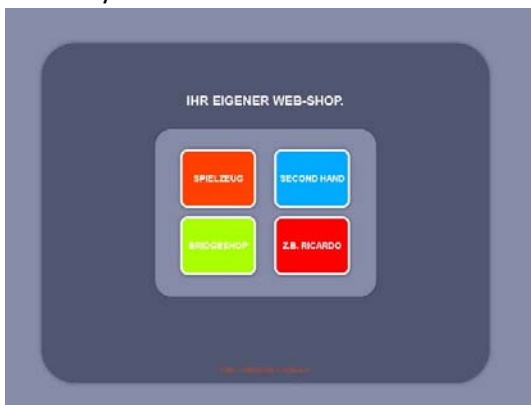 IHR EIGENER WEB-SHOP.
SPIELZEUG
SECOND HAND
BRIDGESHOP
Z.B. RICARDO